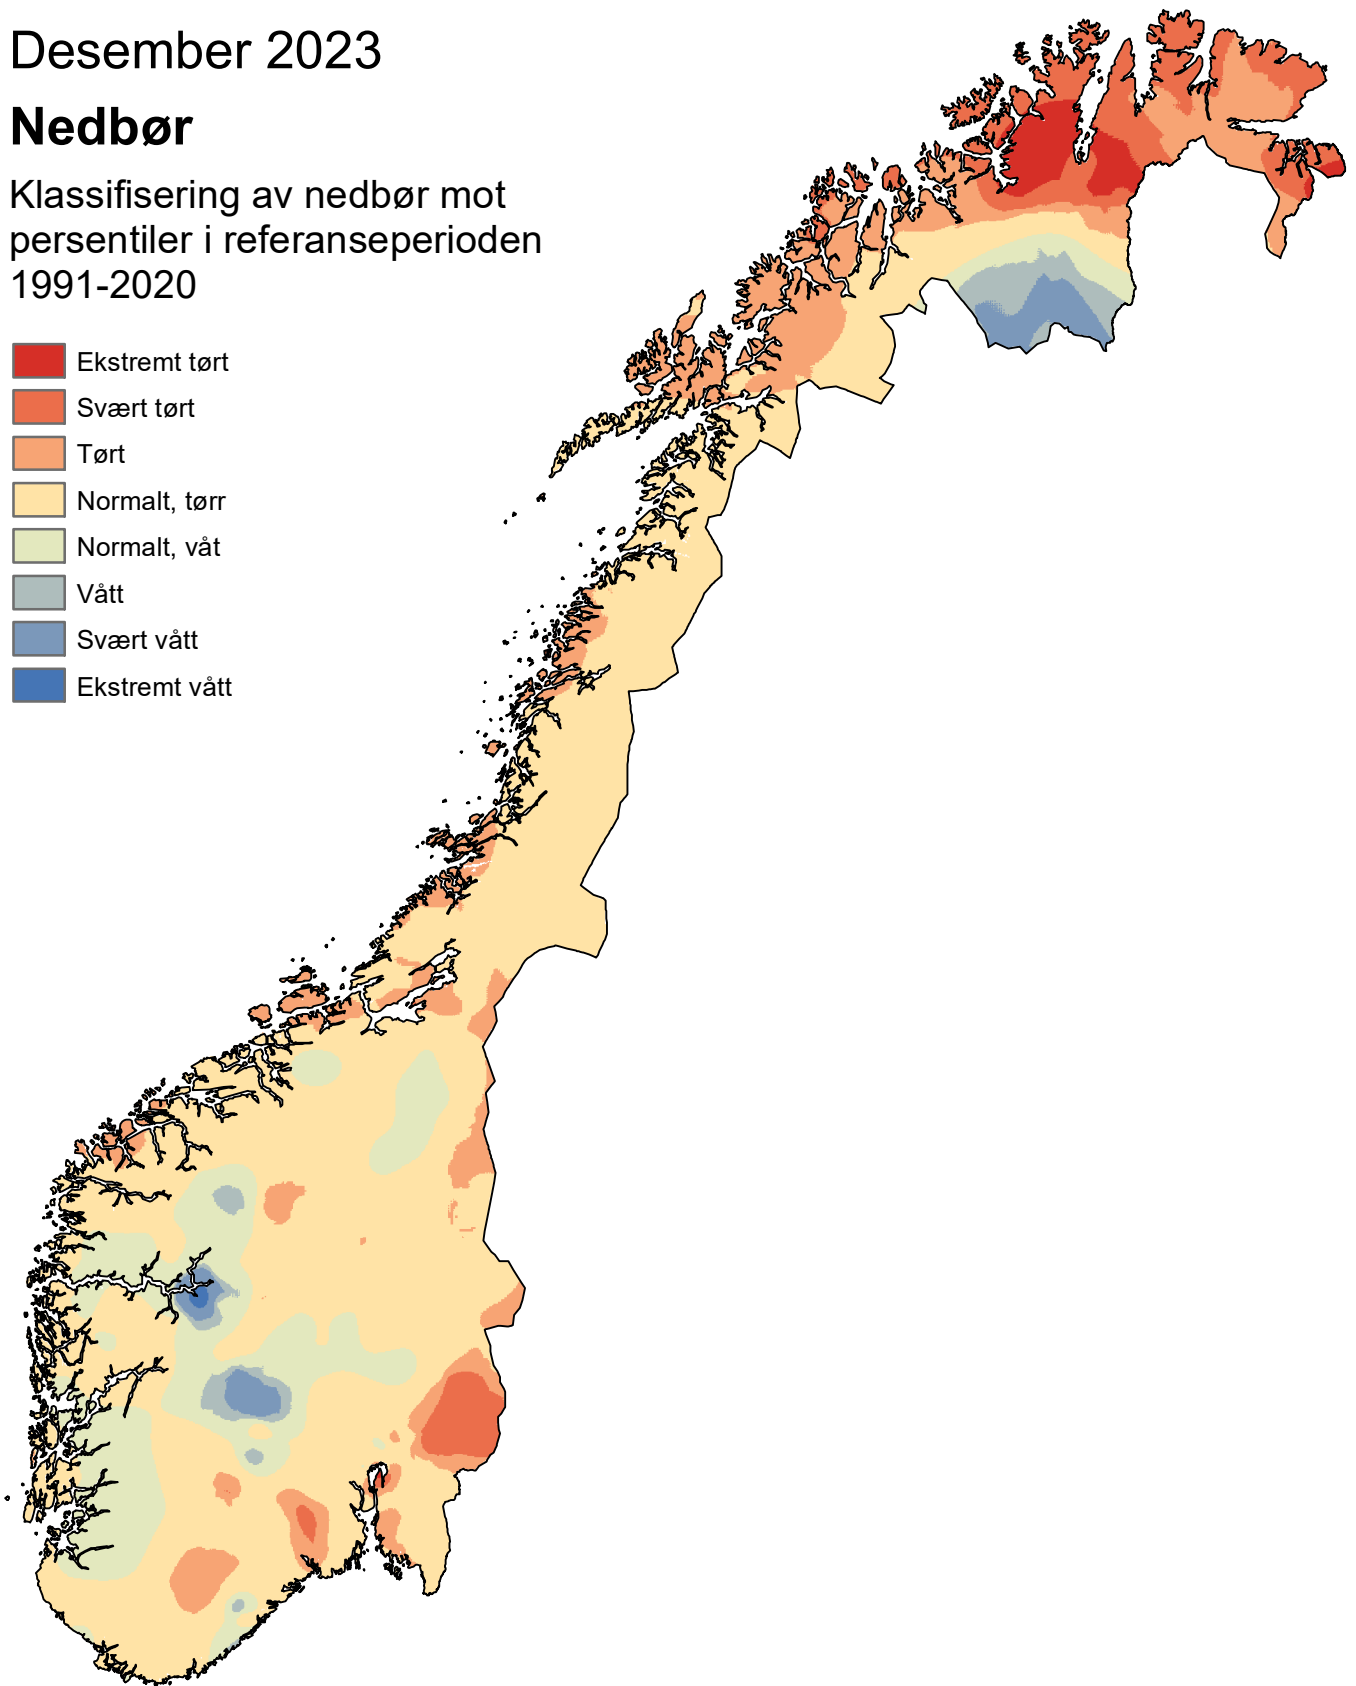 Desember 2023
Nedbør
Klassifisering av nedbør mot
persentiler i referanseperioden
1991-2020
Ekstremt tørt
Svært tørt
Tørt
Normalt, tørr
Normalt, våt
Vått
Svært vått
Ekstremt vått